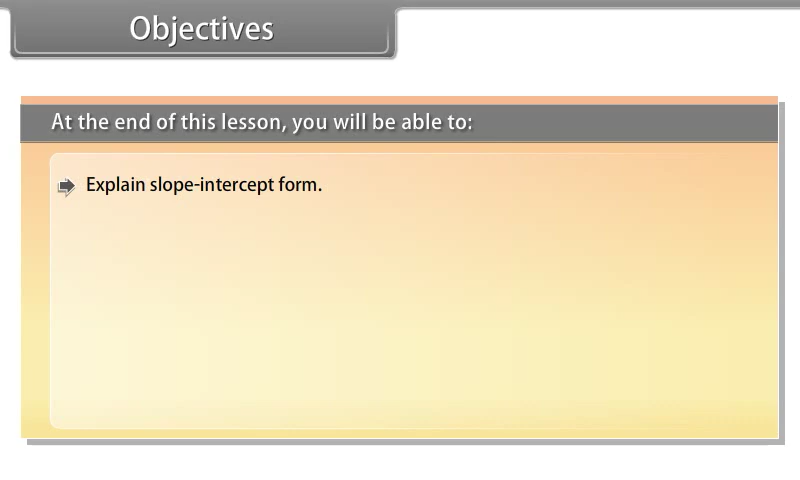 Objectives
At the end of this lesson, you will be able to:
Explain slope-intercept form.